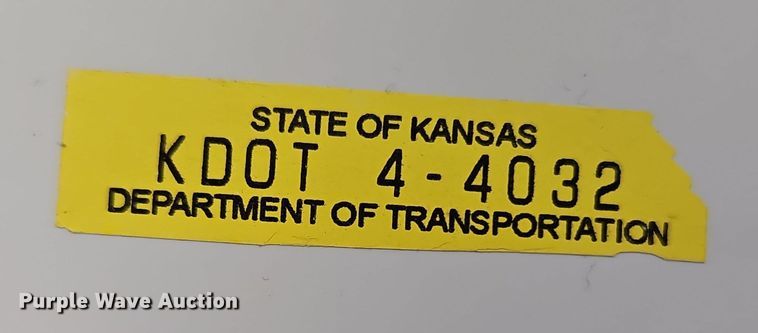 STATE OF KANSAS
KDOT 4-4032
DEPARTMENT OF TRANSPORTATION
Purple Wave Auction